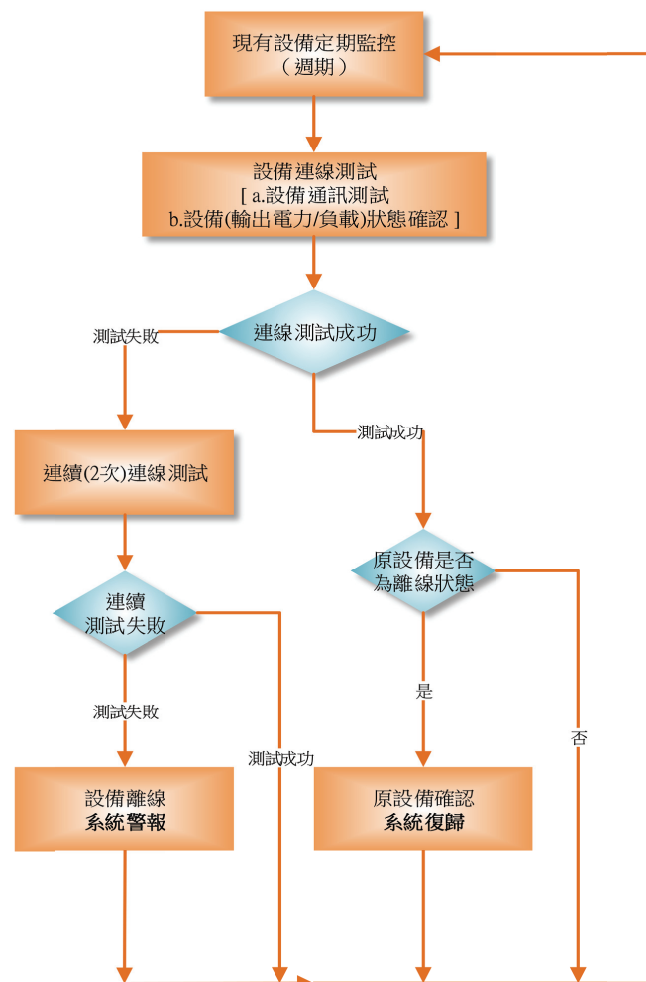 現有設備定期監控
（週期）
設備連線測試
[ a.設備通訊測試
b.設備(輸出電力/負載)狀態確認 ]
連線測試成功
測試失敗
測試成功
連續(2次)連線測試
原設備是否
為離線狀態
連續
測試失敗
是
測試失敗
否
測試成功
設備離線
系統警報
原設備確認
系統復歸